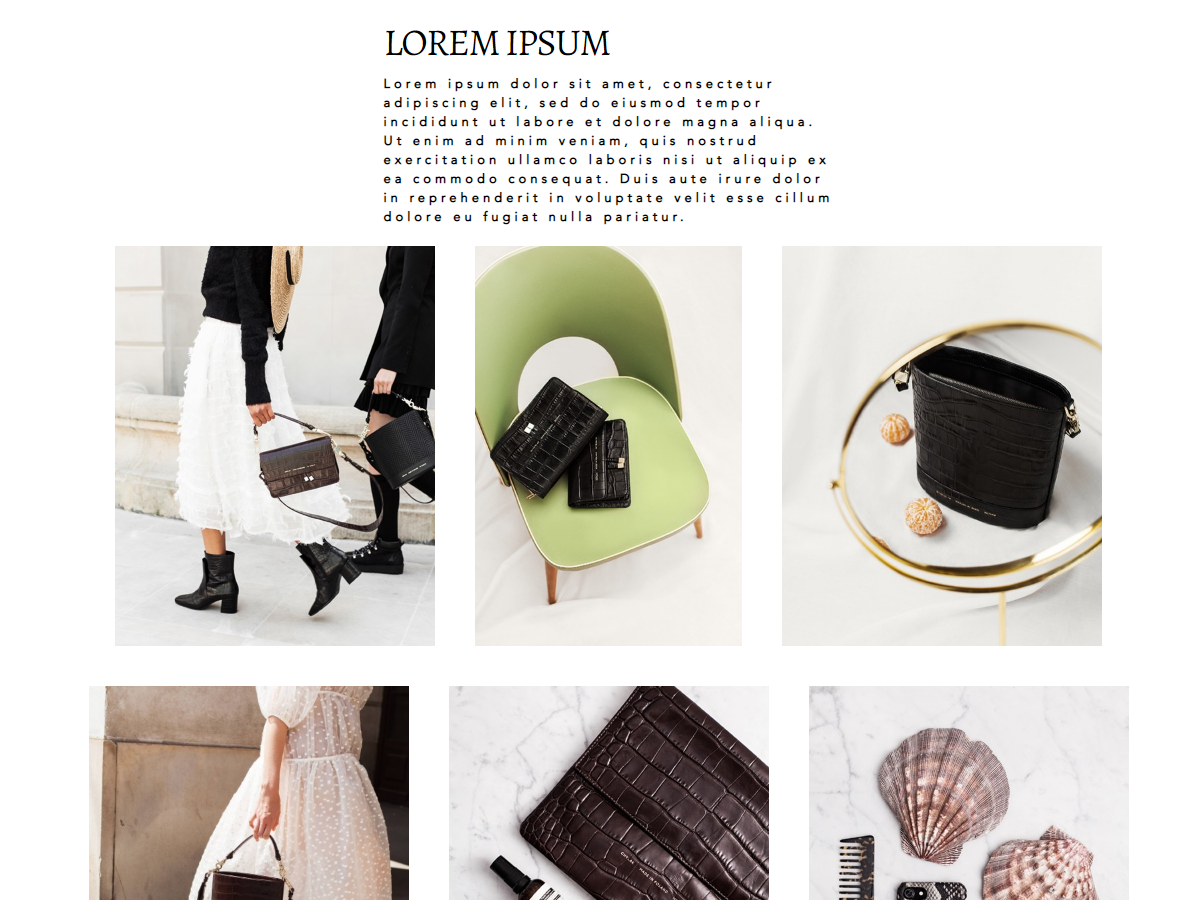 LOREM IPSUM
Lorem ipsum dolor sit amet, consectetur
adipiscing elit, sed do eiusmod tempor
incididunt ut labore et dolore magna aliqua.
Ut enim ad minim veniam, quis nostrud
exercitation ullamco laboris nisi ut aliquip ex
ea commodo consequat. Duis aute irure dolor
in reprehenderit in voluptate velit esse cillum
dolore eu fugiat nulla pariatur.